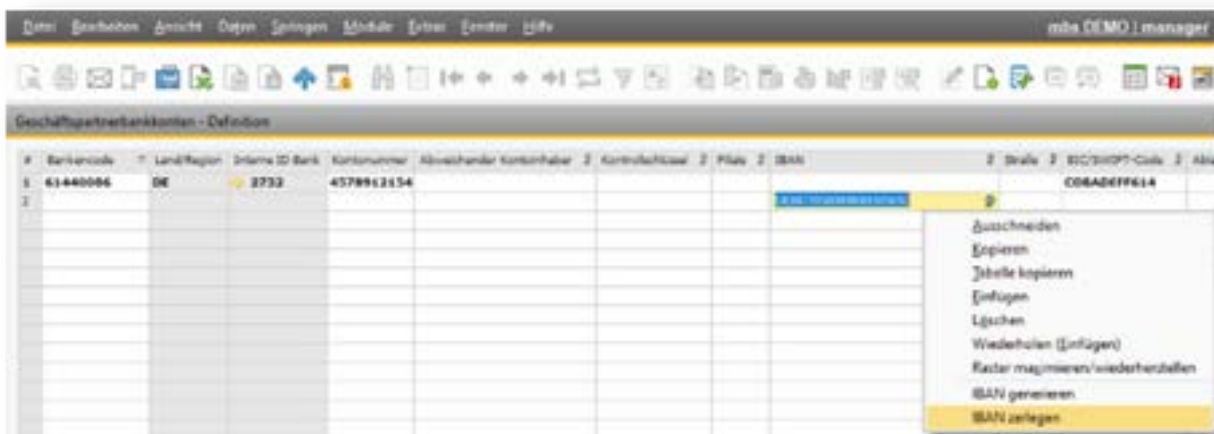 Datei Bearbeiten Ansicht Daten Springen Module Extras Fenster Hilfe
mbs DEMO | manager
Geschäftspartnerbankkonten - Definition
# Bankencode Land/Region Interne ID Bank Kontonummer Abweichender Kontoinhaber Kontrollschlüssel Filiale IBAN Straße BIC/SWIFT-Code
1 61440086 DE 2732 4578912154 COBADEFF614
2
Ausschneiden
Kopieren
Tabelle kopieren
Einfügen
Löschen
Wiederholen (Einfügen)
Raster maximieren/wiederherstellen
IBAN generieren
IBAN zerlegen